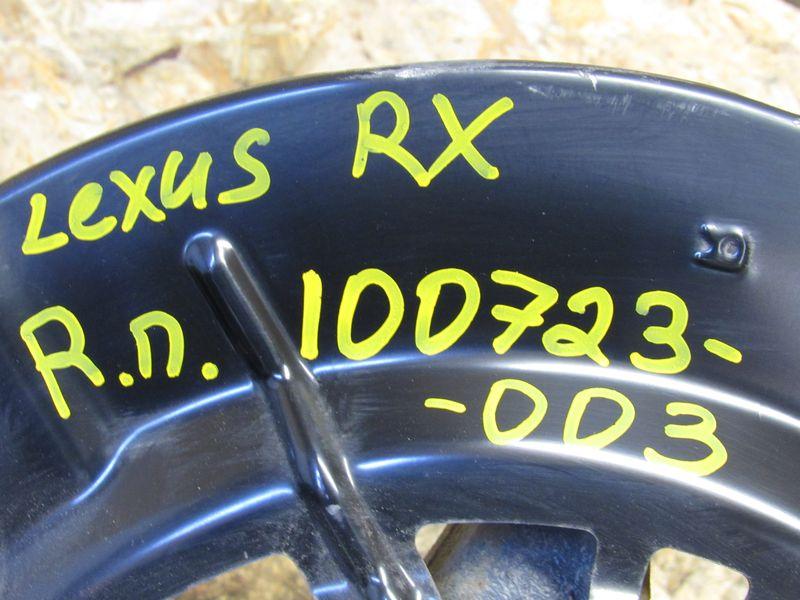 Lexus RX
R.п. 100723-
-003